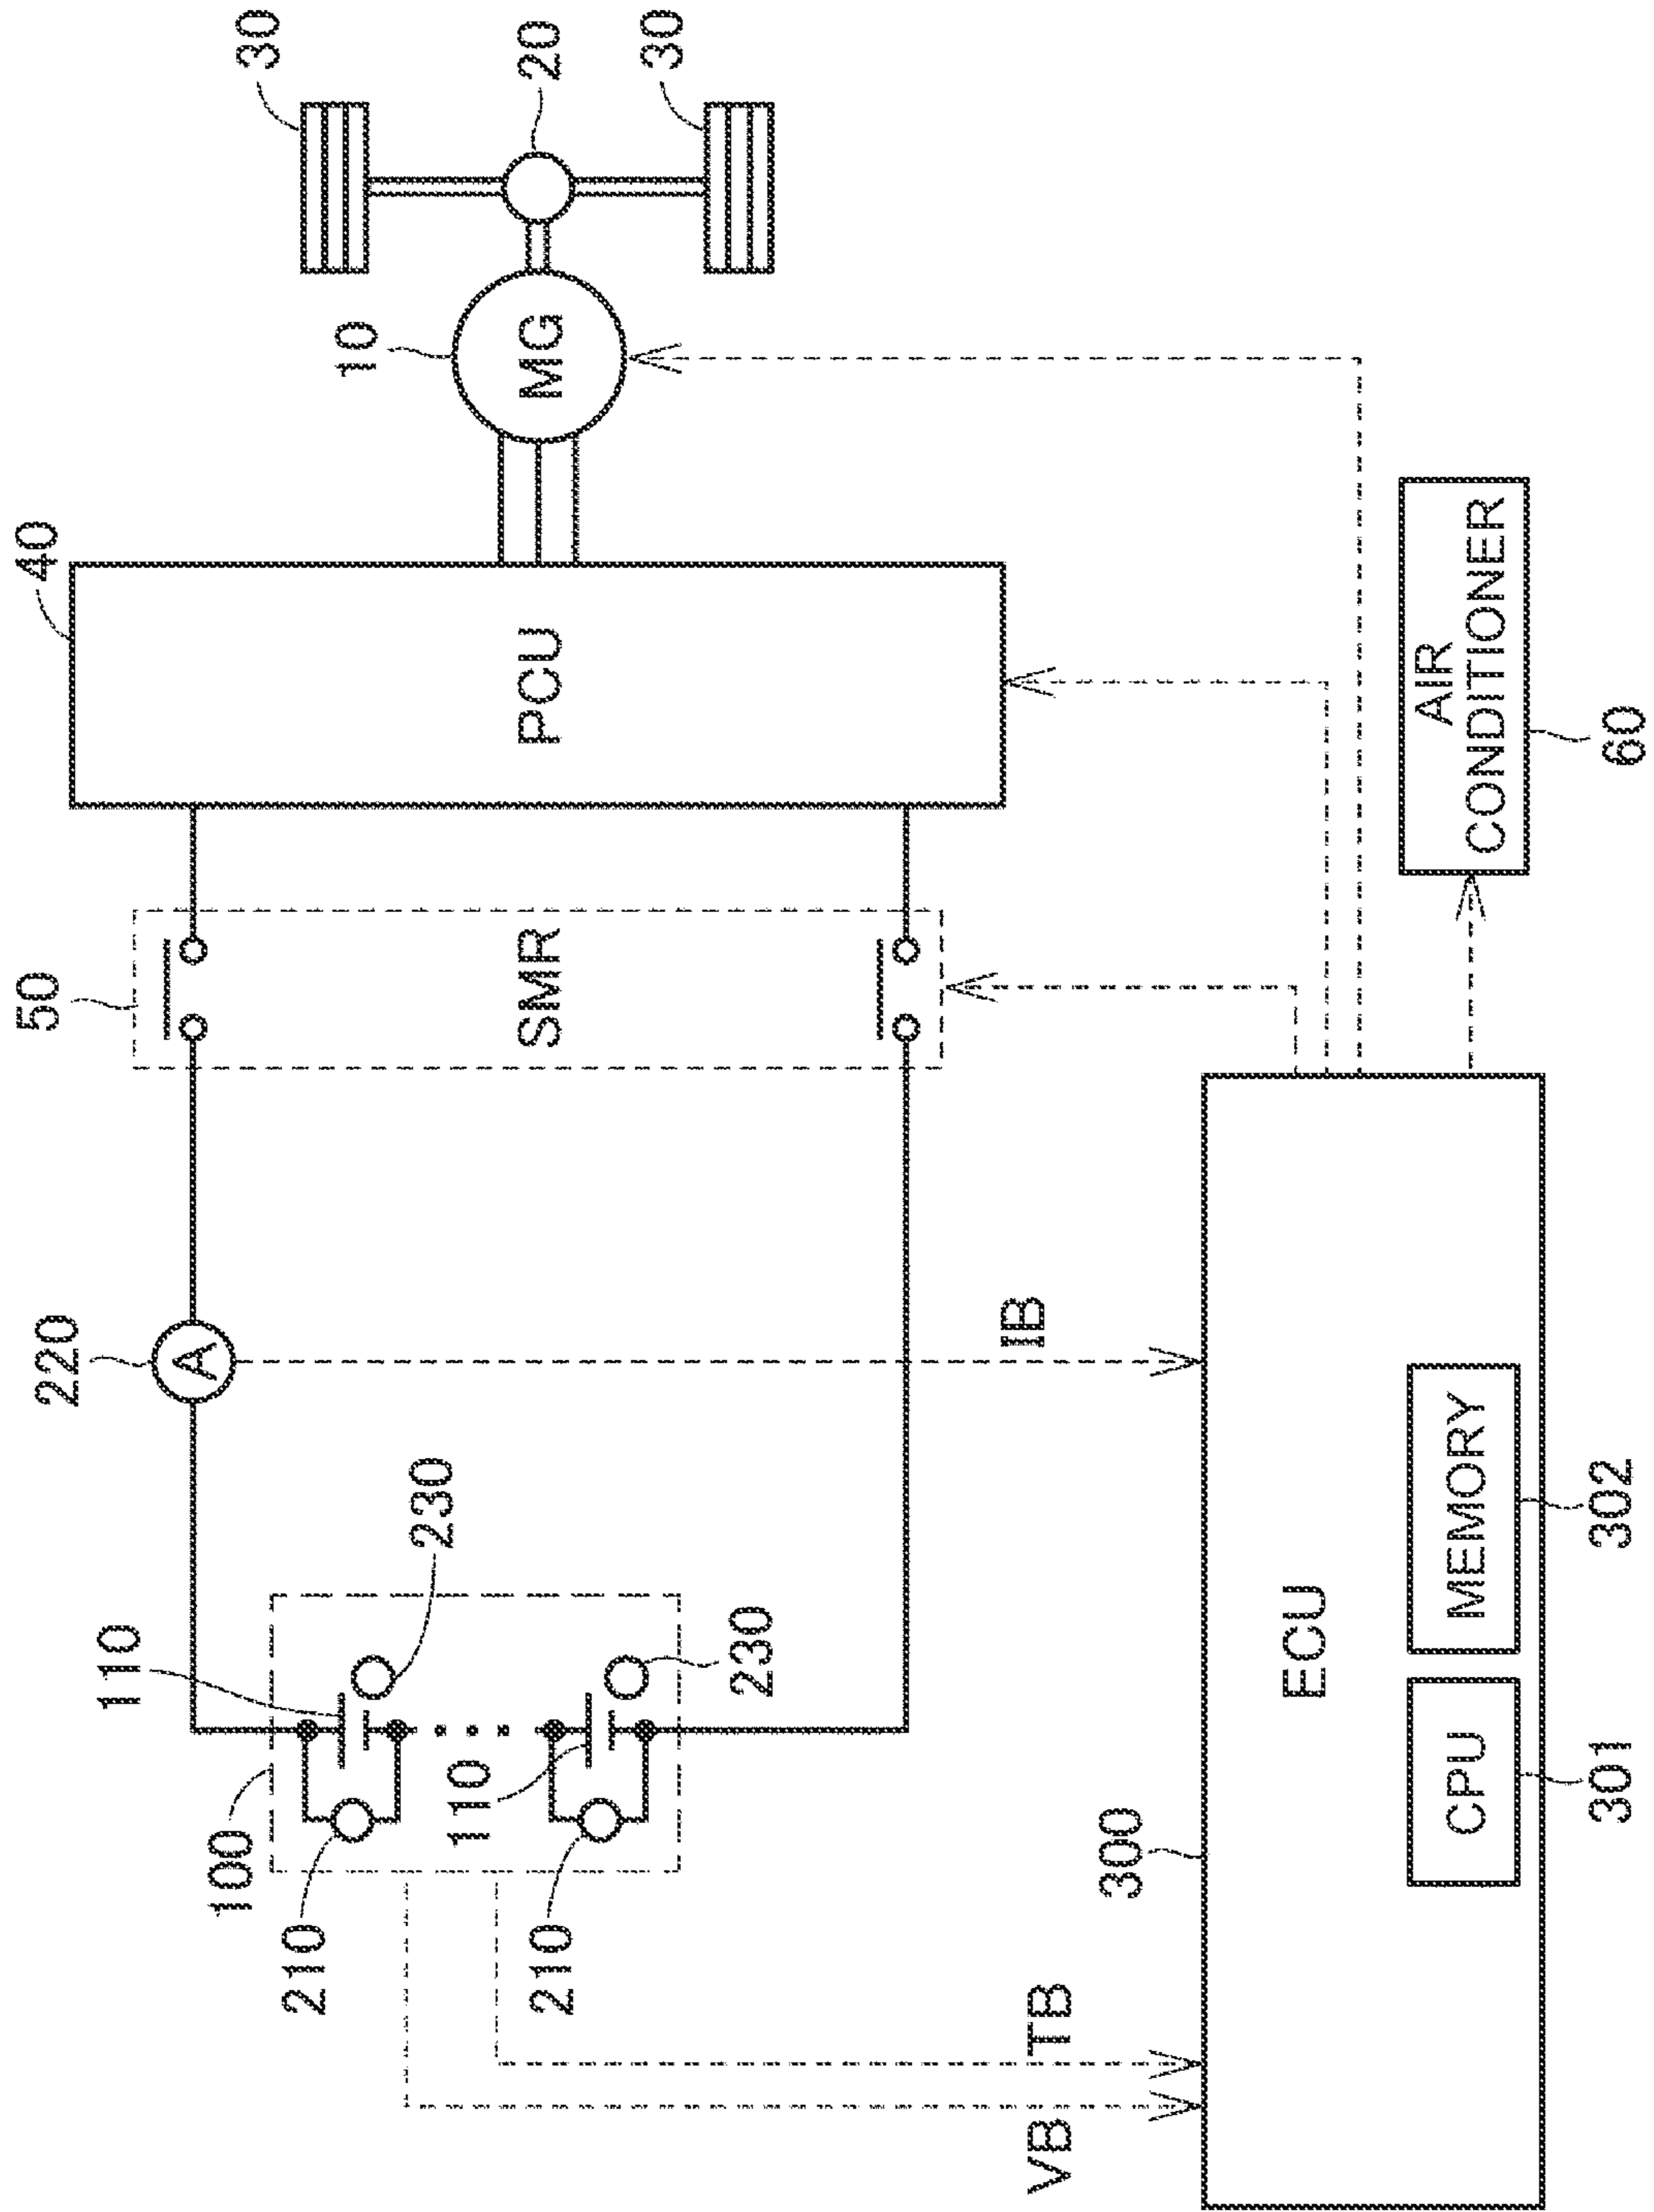 220
50
40
110
100
30
210
10
230
110
210
SMR
PCU
MG
20
30
230
VB
TB
IB
300
ECU
CPU
MEMORY
AIR
CONDITIONER
301
302
60
A